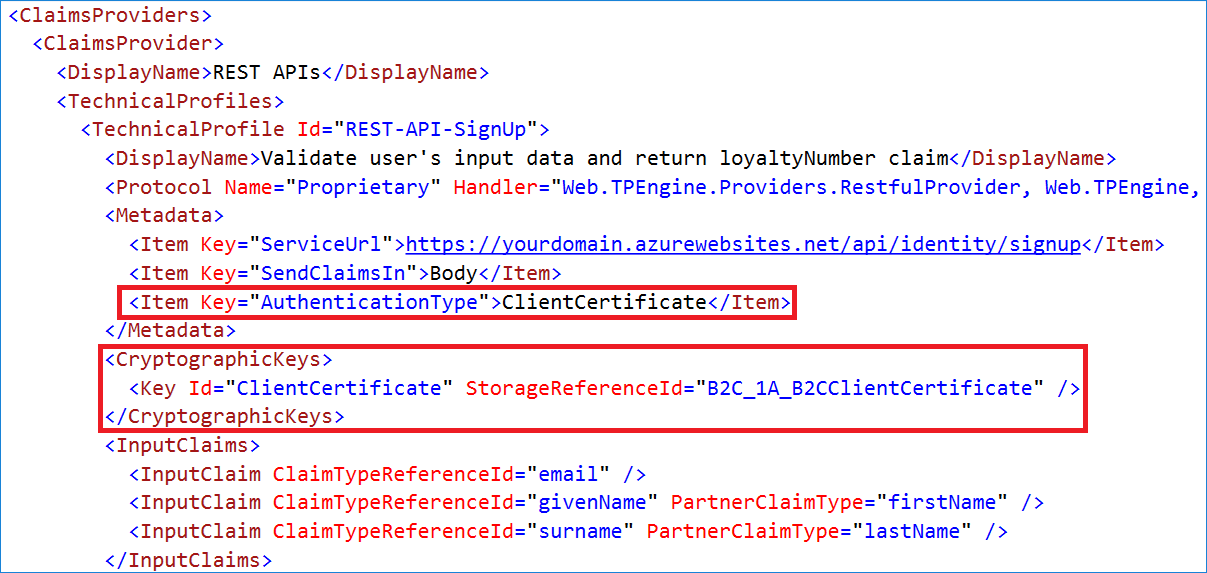 <ClaimsProviders>
<ClaimsProvider>
<DisplayName>REST APIs</DisplayName>
<TechnicalProfiles>
<TechnicalProfile Id="REST-API-SignUp">
<DisplayName>Validate user's input data and return loyaltyNumber claim</DisplayName>
<Protocol Name="Proprietary" Handler="Web.TPEngine.Providers.RestfulProvider, Web.TPEngine,
<Metadata>
<Item Key="ServiceUrl">https://yourdomain.azurewebsites.net/api/identity/signup</Item>
<Item Key="SendClaimsIn">Body</Item>
<Item Key="AuthenticationType">ClientCertificate</Item>
</Metadata>
<CryptographicKeys>
<Key Id="ClientCertificate" StorageReferenceId="B2C_1A_B2CClientCertificate" />
</CryptographicKeys>
<InputClaims>
<InputClaim ClaimTypeReferenceId="email" />
<InputClaim ClaimTypeReferenceId="givenName" PartnerClaimType="firstName" />
<InputClaim ClaimTypeReferenceId="surname" PartnerClaimType="lastName" />
</InputClaims>